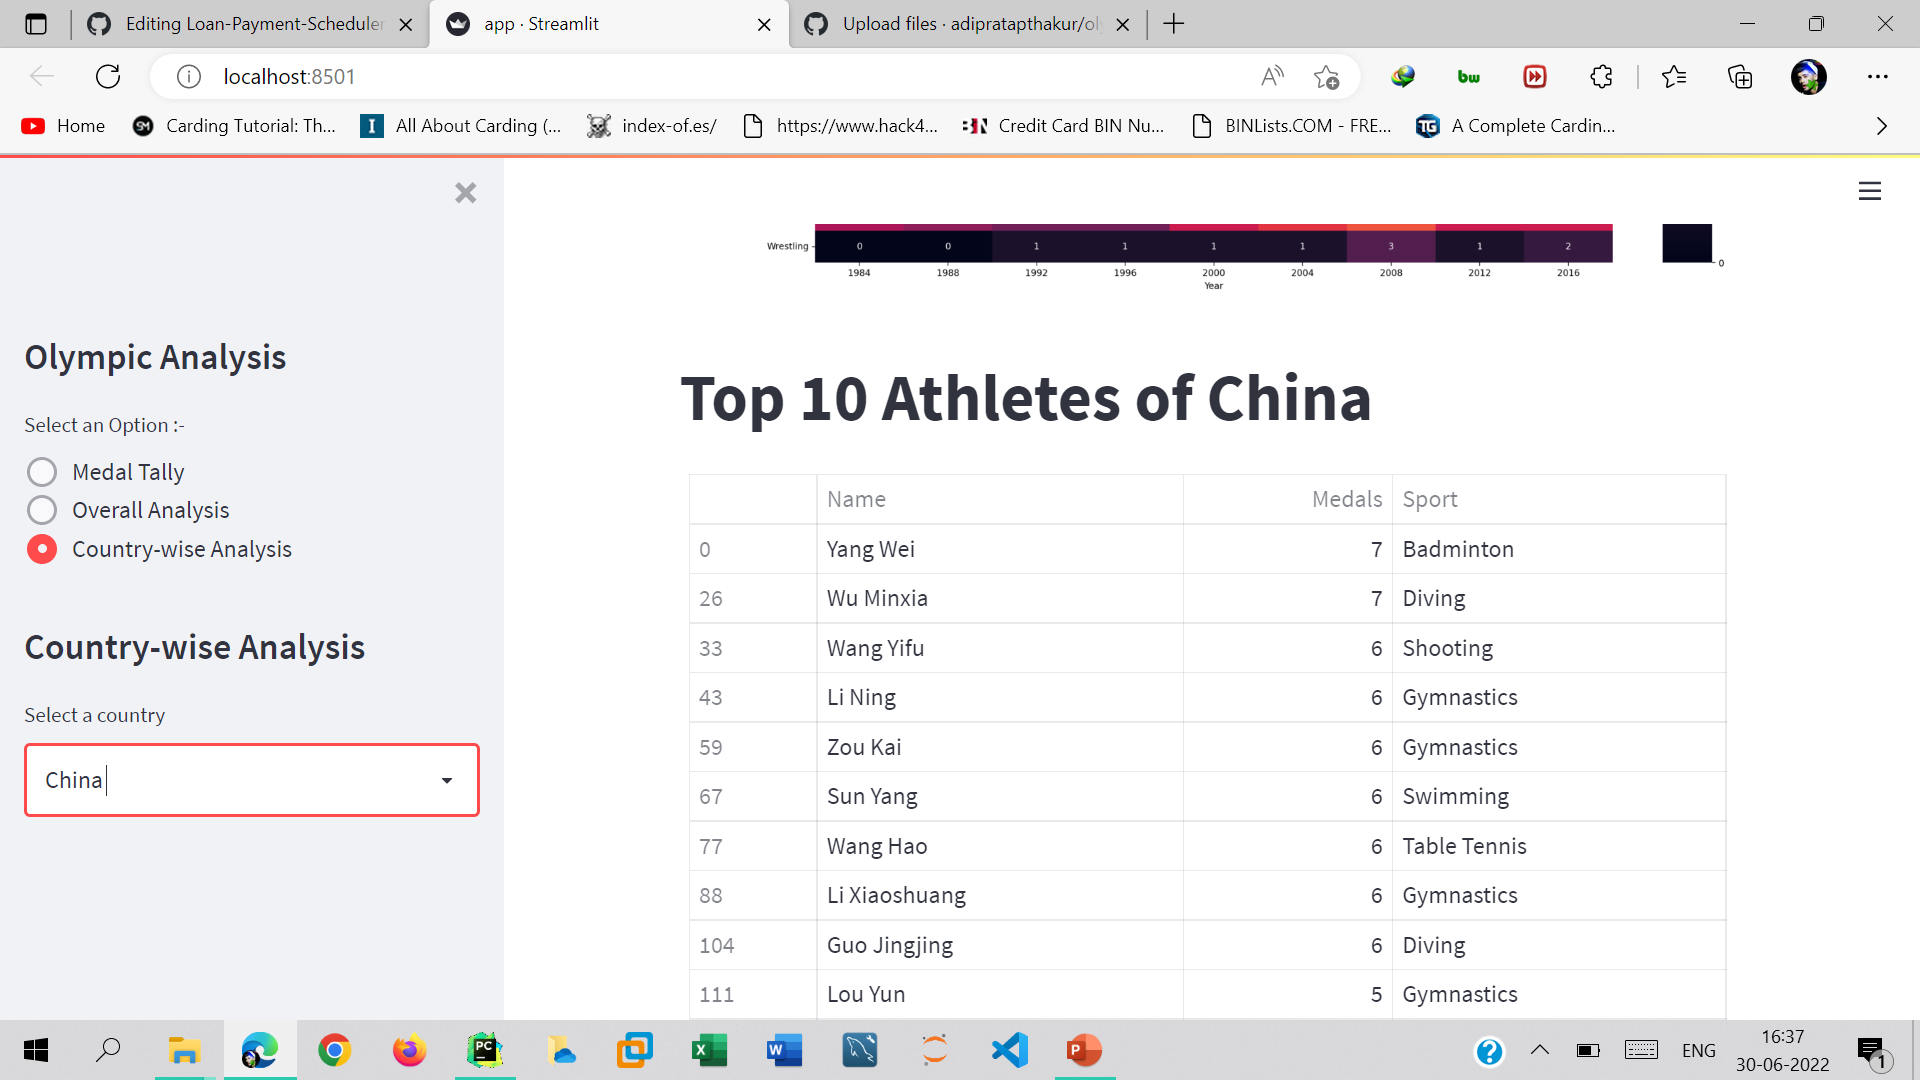 Editing Loan-Payment-Scheduler
app · Streamlit
Upload files · adipratapthakur/oly
localhost:8501
A
bw
Home
SM
Carding Tutorial: Th...
I
All About Carding (...
index-of.es/
https://www.hack4...
BIN
Credit Card BIN Nu...
BINLists.COM - FRE...
TG
A Complete Cardin...
Wrestling
0 0 1 1 1 1 3 1 2
0
1984 1988 1992 1996 2000 2004 2008 2012 2016
Year
Olympic Analysis
Select an Option :-
Medal Tally
Overall Analysis
Country-wise Analysis
Country-wise Analysis
Select a country
China
Top 10 Athletes of China
Name Medals Sport
0 Yang Wei 7 Badminton
26 Wu Minxia 7 Diving
33 Wang Yifu 6 Shooting
43 Li Ning 6 Gymnastics
59 Zou Kai 6 Gymnastics
67 Sun Yang 6 Swimming
77 Wang Hao 6 Table Tennis
88 Li Xiaoshuang 6 Gymnastics
104 Guo Jingjing 6 Diving
111 Lou Yun 5 Gymnastics
PC
X
W
P
?
ENG
16:37
30-06-2022
1